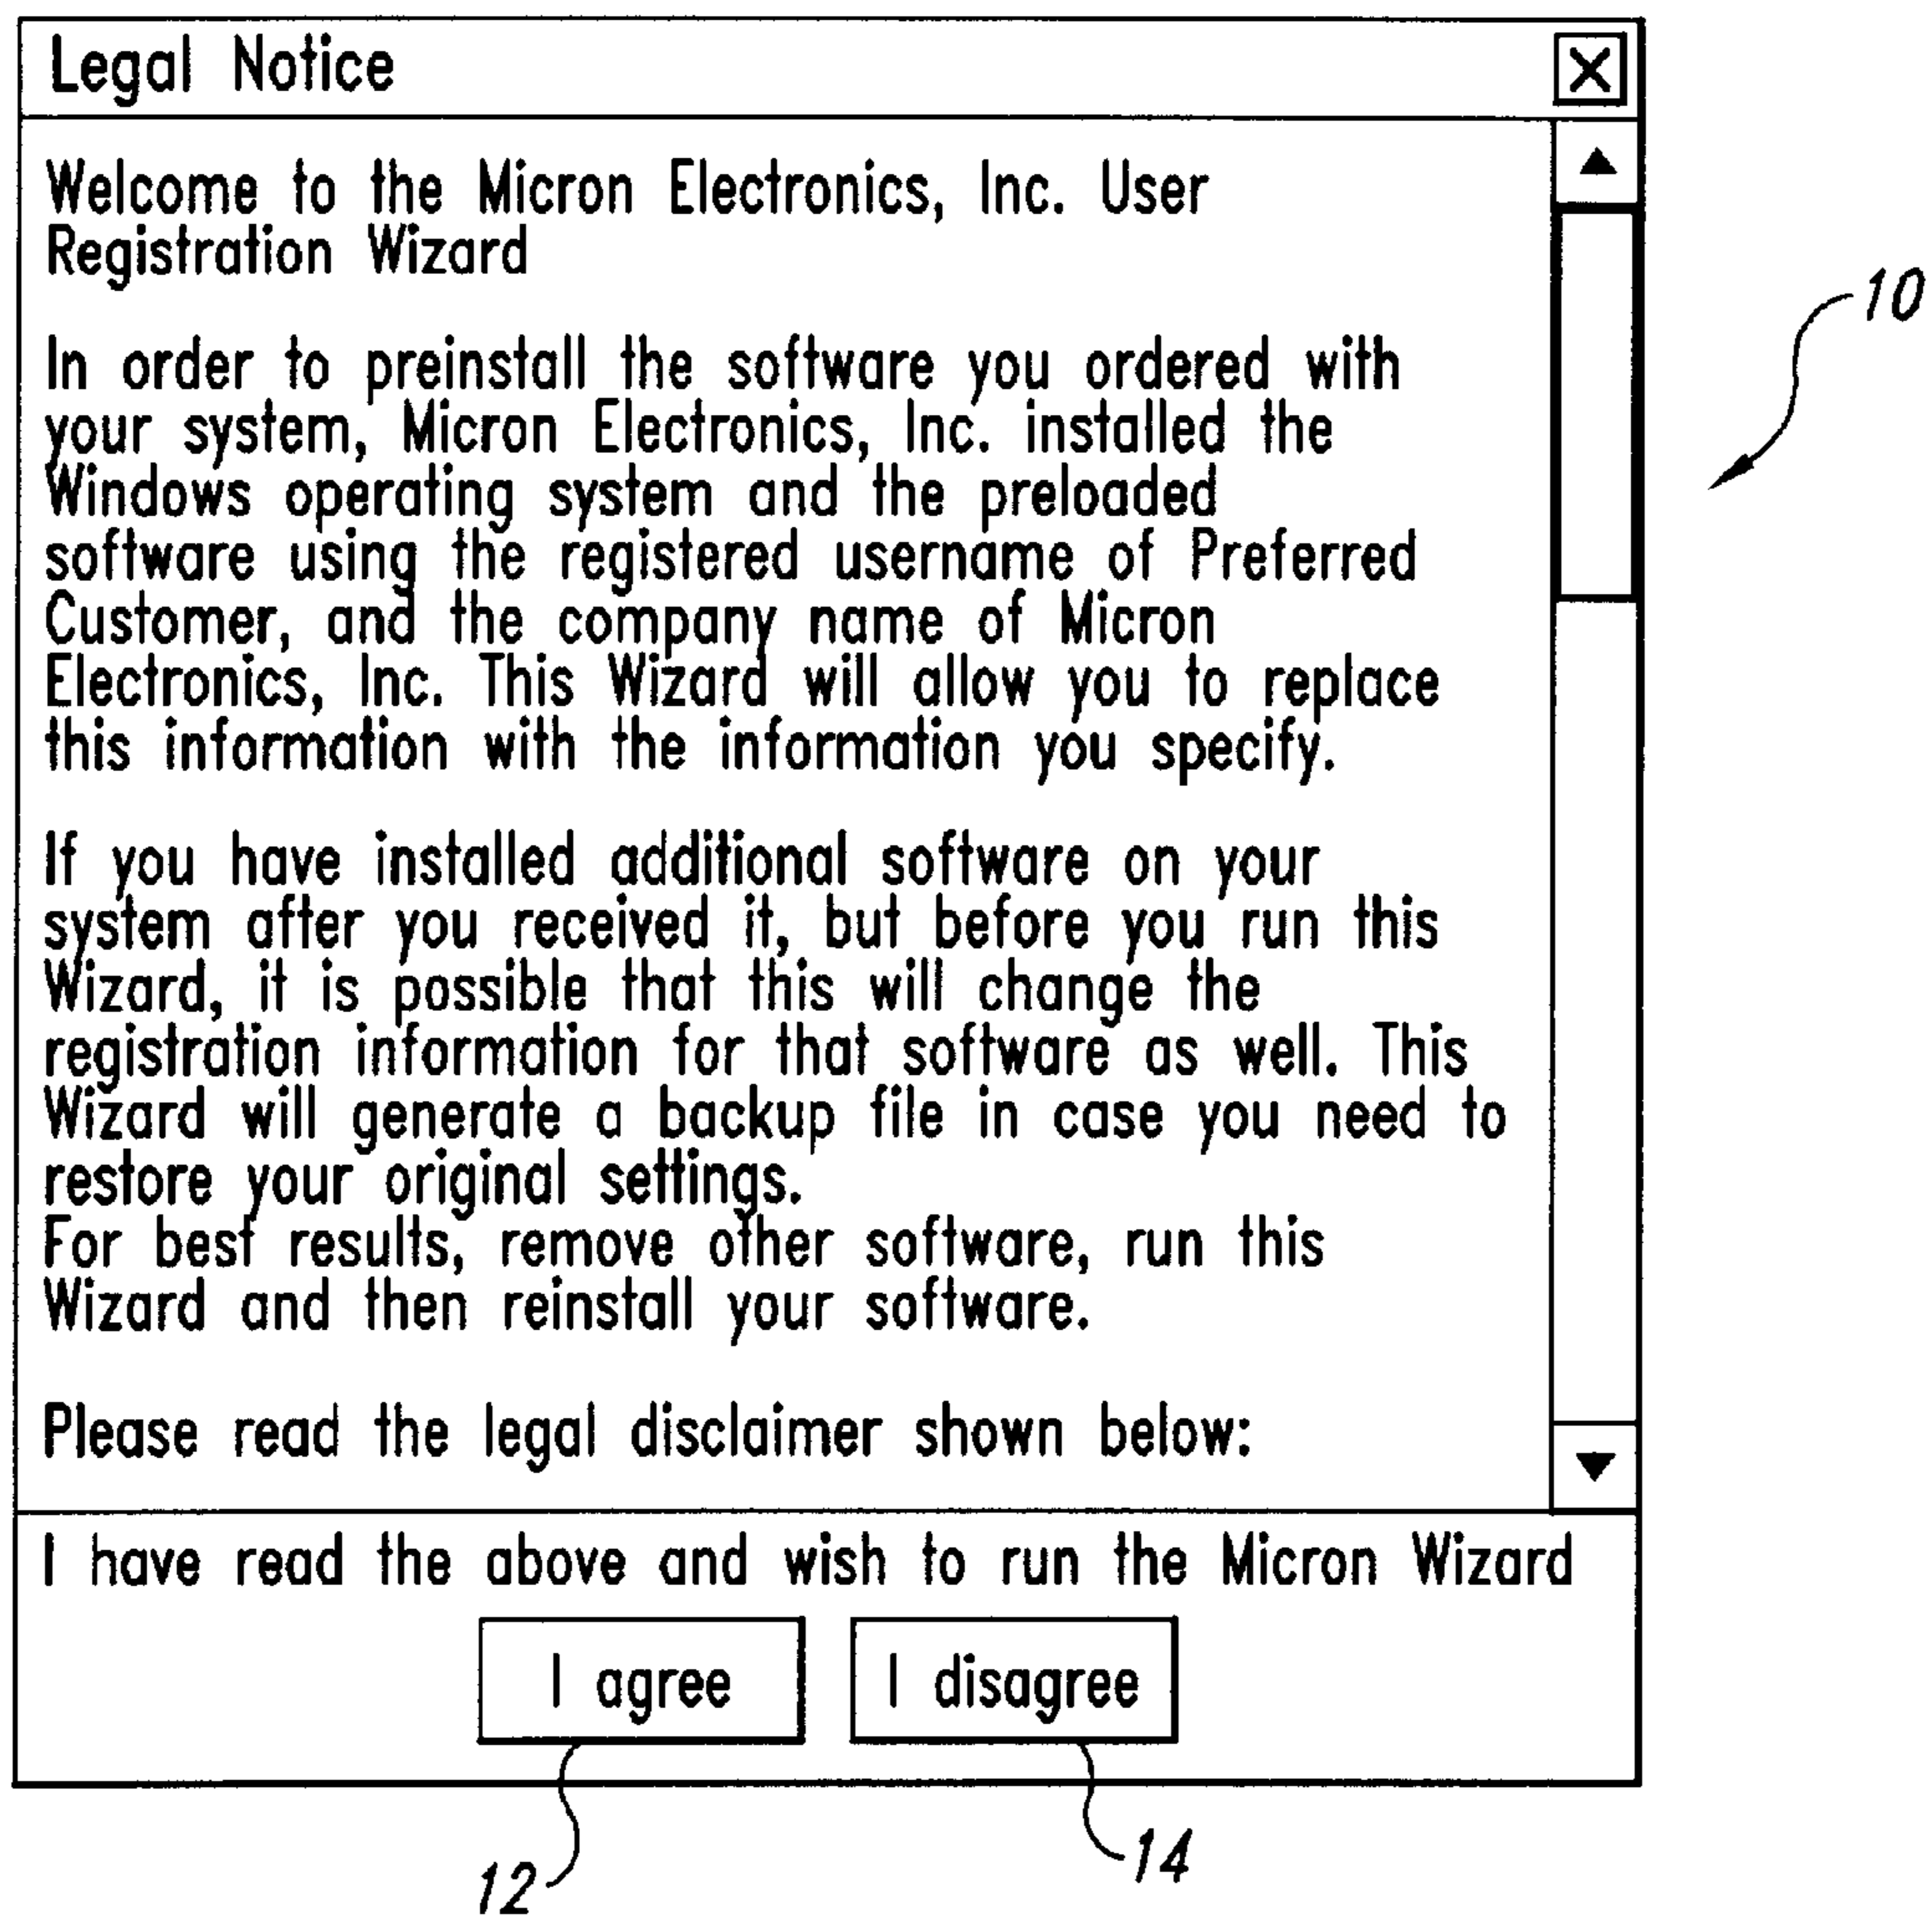 Legal Notice
X
Welcome to the Micron Electronics, Inc. User
Registration Wizard
10
In order to preinstall the software you ordered with
your system, Micron Electronics, Inc. installed the
Windows operating system and the preloaded
software using the registered username of Preferred
Customer, and the company name of Micron
Electronics, Inc. This Wizard will allow you to replace
this information with the information you specify.
If you have installed additional software on your
system after you received it, but before you run this
Wizard, it is possible that this will change the
registration information for that software as well. This
Wizard will generate a backup file in case you need to
restore your original settings.
For best results, remove other software, run this
Wizard and then reinstall your software.
Please read the legal disclaimer shown below:
I have read the above and wish to run the Micron Wizard
I agree
I disagree
12
14